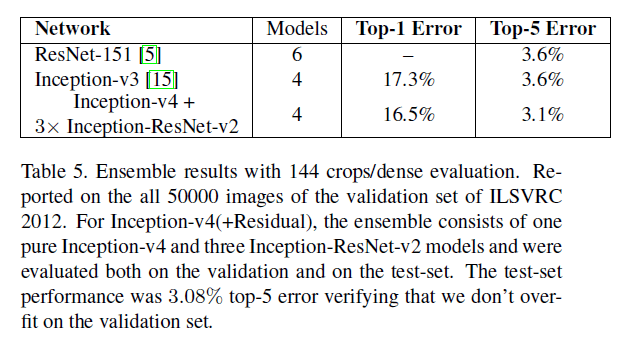 Network Models Top-1 Error Top-5 Error
ResNet-151 [5] 6 – 3.6%
Inception-v3 [15] 4 17.3% 3.6%
Inception-v4 +
3× Inception-ResNet-v2 4 16.5% 3.1%
Table 5. Ensemble results with 144 crops/dense evaluation. Re-
ported on the all 50000 images of the validation set of ILSVRC
2012. For Inception-v4(+Residual), the ensemble consists of one
pure Inception-v4 and three Inception-ResNet-v2 models and were
evaluated both on the validation and on the test-set. The test-set
performance was 3.08% top-5 error verifying that we don't over-
fit on the validation set.